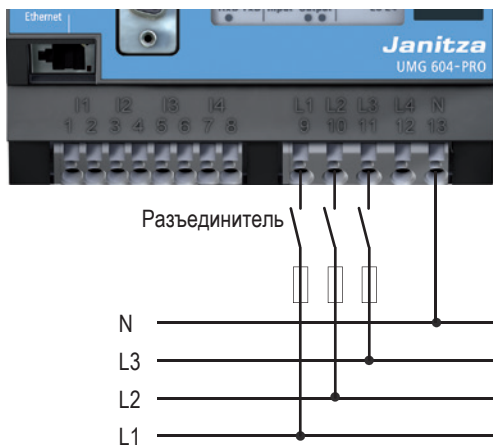 Ethernet
Janitza
UMG 604-PRO
I1 I2 I3 I4 L1 L2 L3 L4 N
1 2 3 4 5 6 7 8 9 10 11 12 13
Разъединитель
N
L3
L2
L1